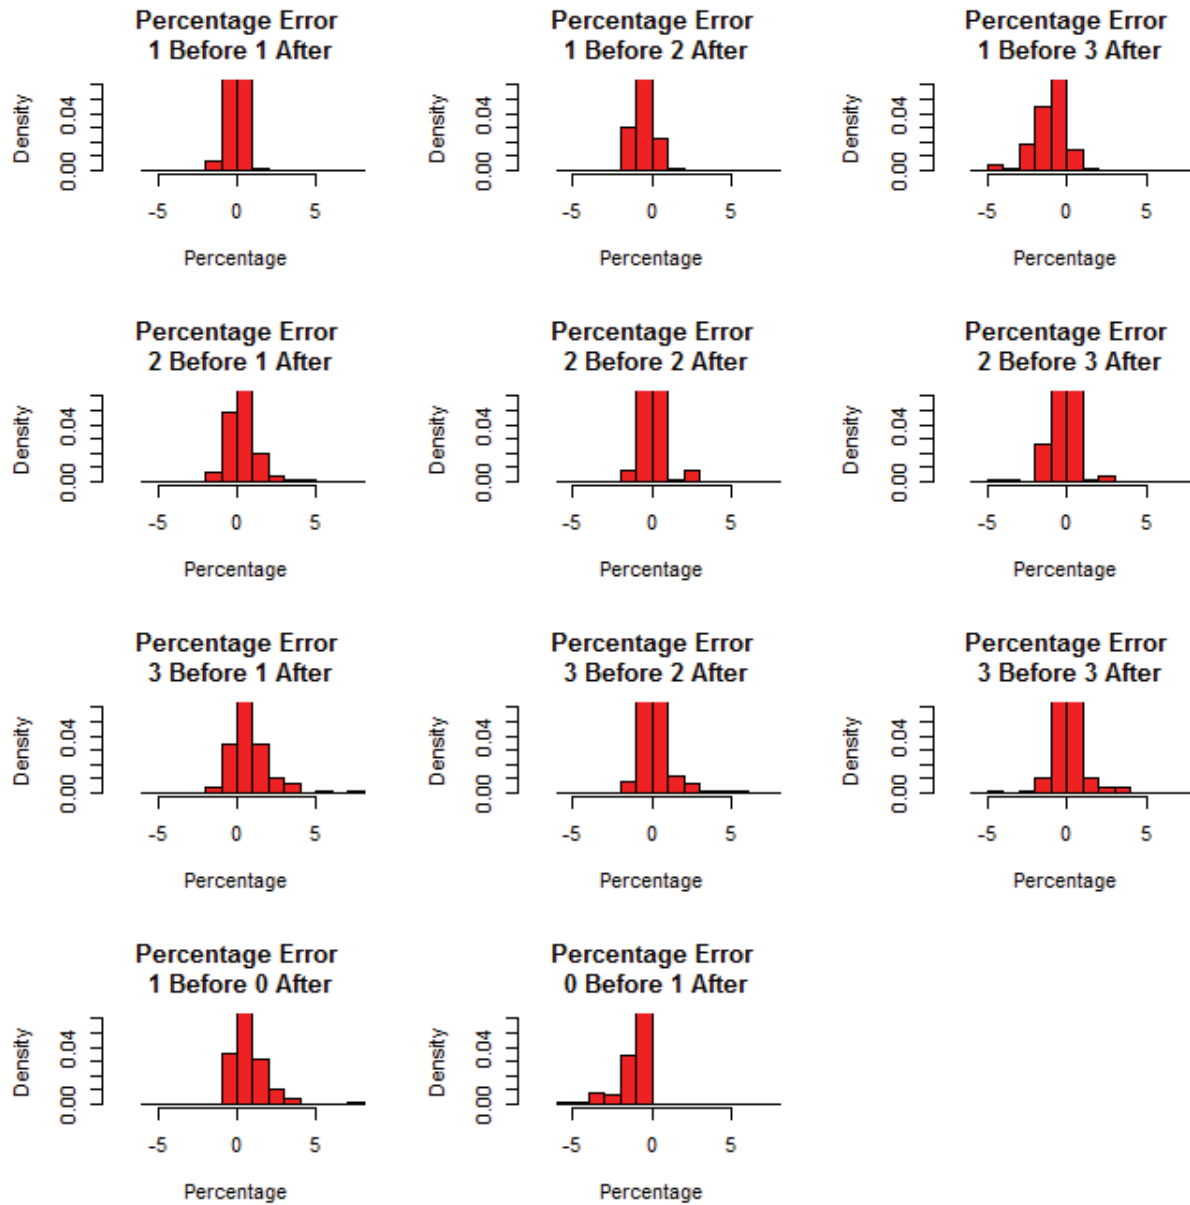 Percentage Error
1 Before 1 After
Density
0.04
0.00
-5 0 5
Percentage
Percentage Error
1 Before 2 After
Density
0.04
0.00
-5 0 5
Percentage
Percentage Error
1 Before 3 After
Density
0.04
0.00
-5 0 5
Percentage
Percentage Error
2 Before 1 After
Density
0.04
0.00
-5 0 5
Percentage
Percentage Error
2 Before 2 After
Density
0.04
0.00
-5 0 5
Percentage
Percentage Error
2 Before 3 After
Density
0.04
0.00
-5 0 5
Percentage
Percentage Error
3 Before 1 After
Density
0.04
0.00
-5 0 5
Percentage
Percentage Error
3 Before 2 After
Density
0.04
0.00
-5 0 5
Percentage
Percentage Error
3 Before 3 After
Density
0.04
0.00
-5 0 5
Percentage
Percentage Error
1 Before 0 After
Density
0.04
0.00
-5 0 5
Percentage
Percentage Error
0 Before 1 After
Density
0.04
0.00
-5 0 5
Percentage